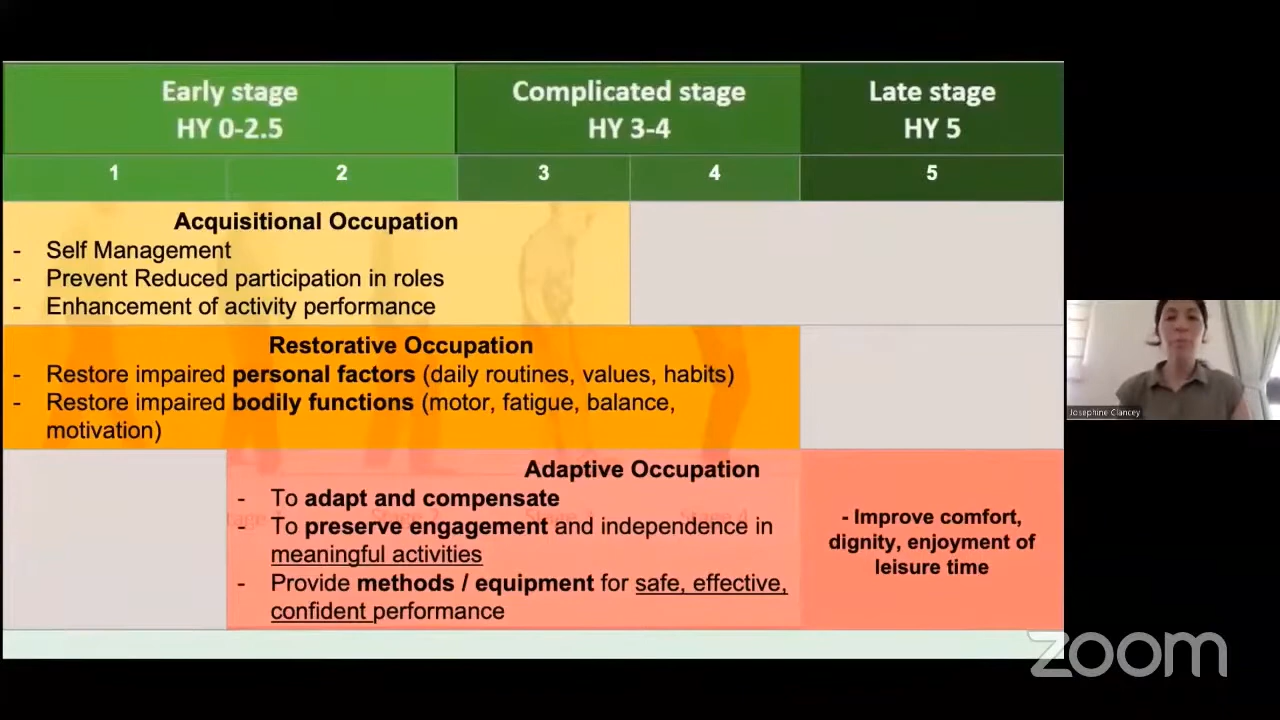 Early stage
HY 0-2.5
Complicated stage
HY 3-4
Late stage
HY 5
1
2
3
4
5
Acquisitional Occupation
- Self Management
- Prevent Reduced participation in roles
- Enhancement of activity performance
Restorative Occupation
- Restore impaired personal factors (daily routines, values, habits)
- Restore impaired bodily functions (motor, fatigue, balance,
motivation)
Adaptive Occupation
- To adapt and compensate
- To preserve engagement and independence in
meaningful activities
- Provide methods / equipment for safe, effective,
confident performance
- Improve comfort,
dignity, enjoyment of
leisure time
Josephine Clancey
zoom